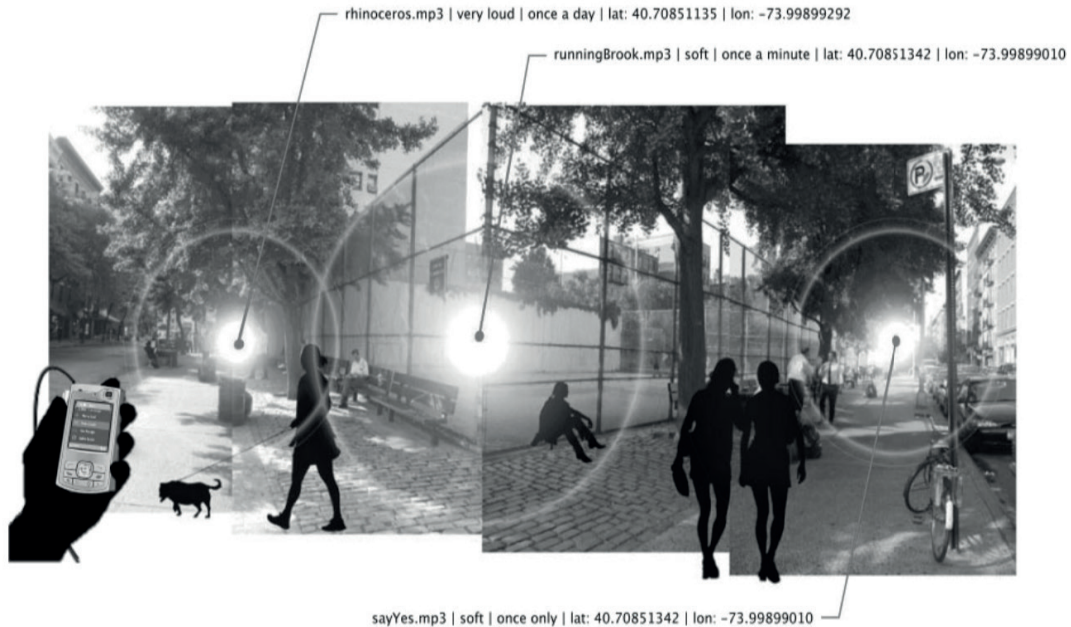 rhinoceros.mp3 | very loud | once a day | lat: 40.70851135 | lon: -73.99899292
runningBrook.mp3 | soft | once a minute | lat: 40.70851342 | lon: -73.99899010
P
sayYes.mp3 | soft | once only | lat: 40.70851342 | lon: -73.99899010